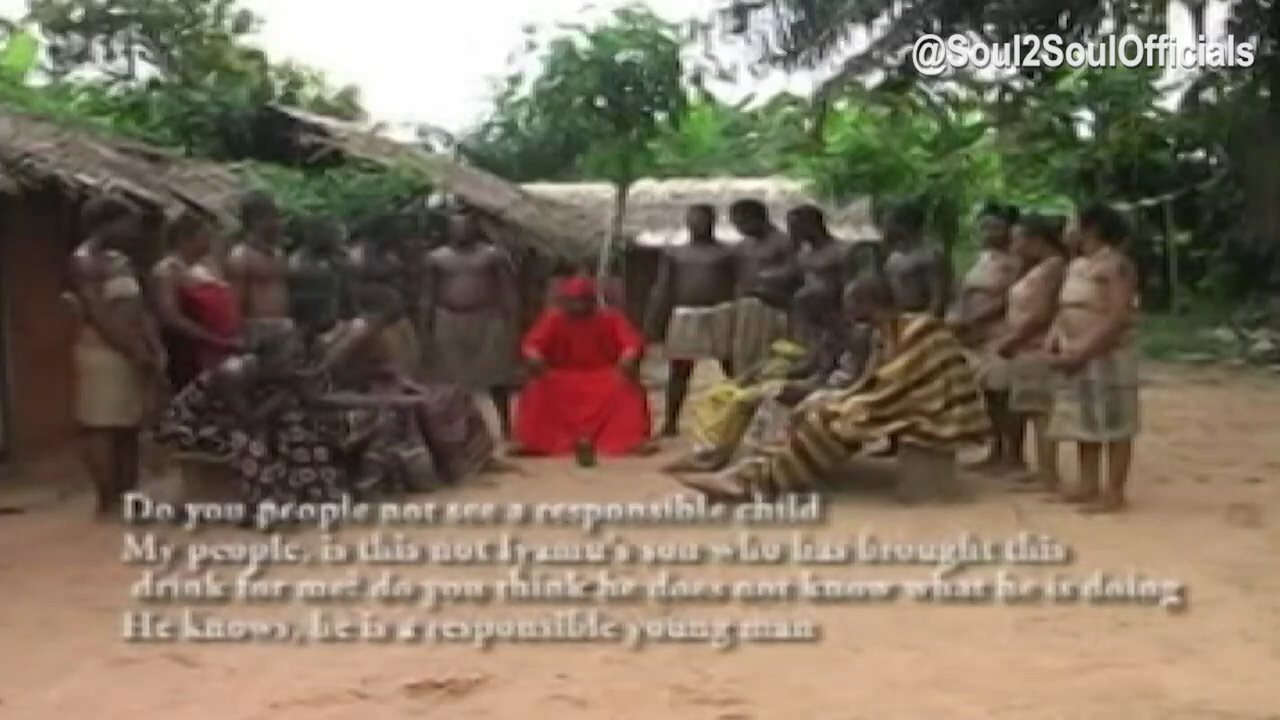 @Soul2SoulOfficials
Do you people not see a responsible child
My people, is this not Iyamu's son who has brought this
drink for me? do you think he does not know what he is doing
He knows, he is a responsible young man